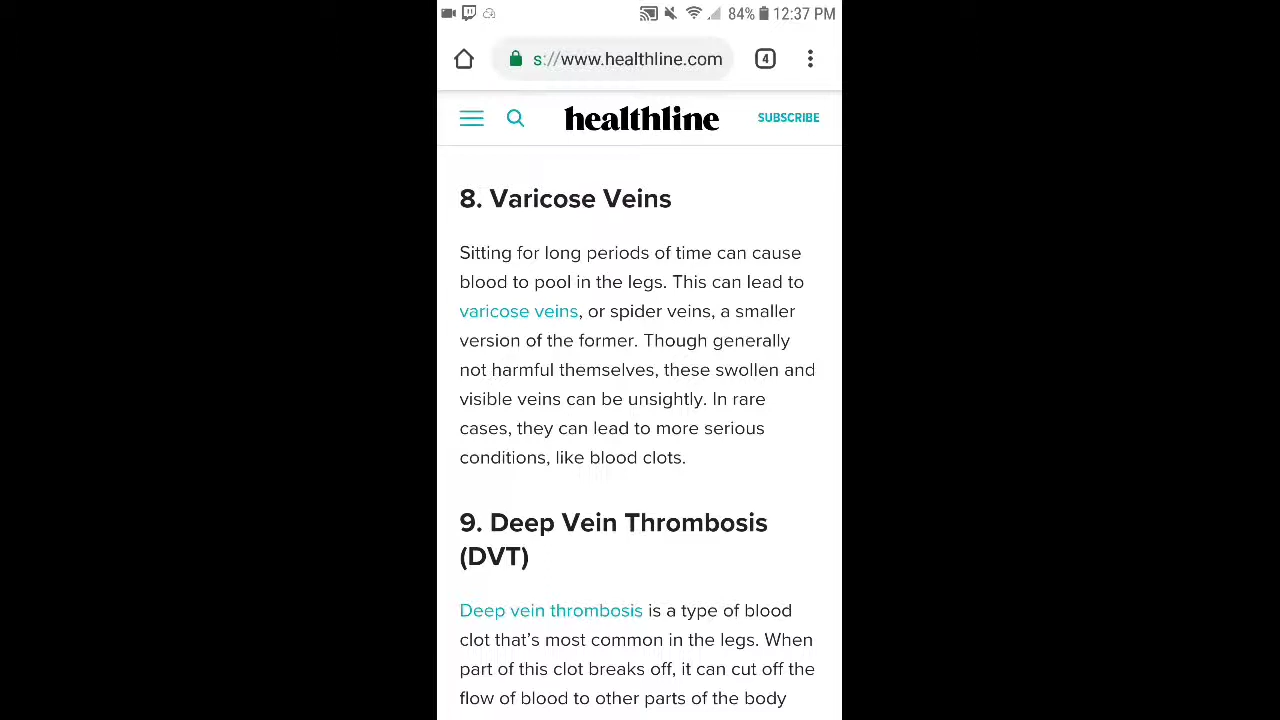 84% 12:37 PM
s://www.healthline.com 4
healthline SUBSCRIBE
8. Varicose Veins
Sitting for long periods of time can cause
blood to pool in the legs. This can lead to
varicose veins, or spider veins, a smaller
version of the former. Though generally
not harmful themselves, these swollen and
visible veins can be unsightly. In rare
cases, they can lead to more serious
conditions, like blood clots.
9. Deep Vein Thrombosis
(DVT)
Deep vein thrombosis is a type of blood
clot that’s most common in the legs. When
part of this clot breaks off, it can cut off the
flow of blood to other parts of the body